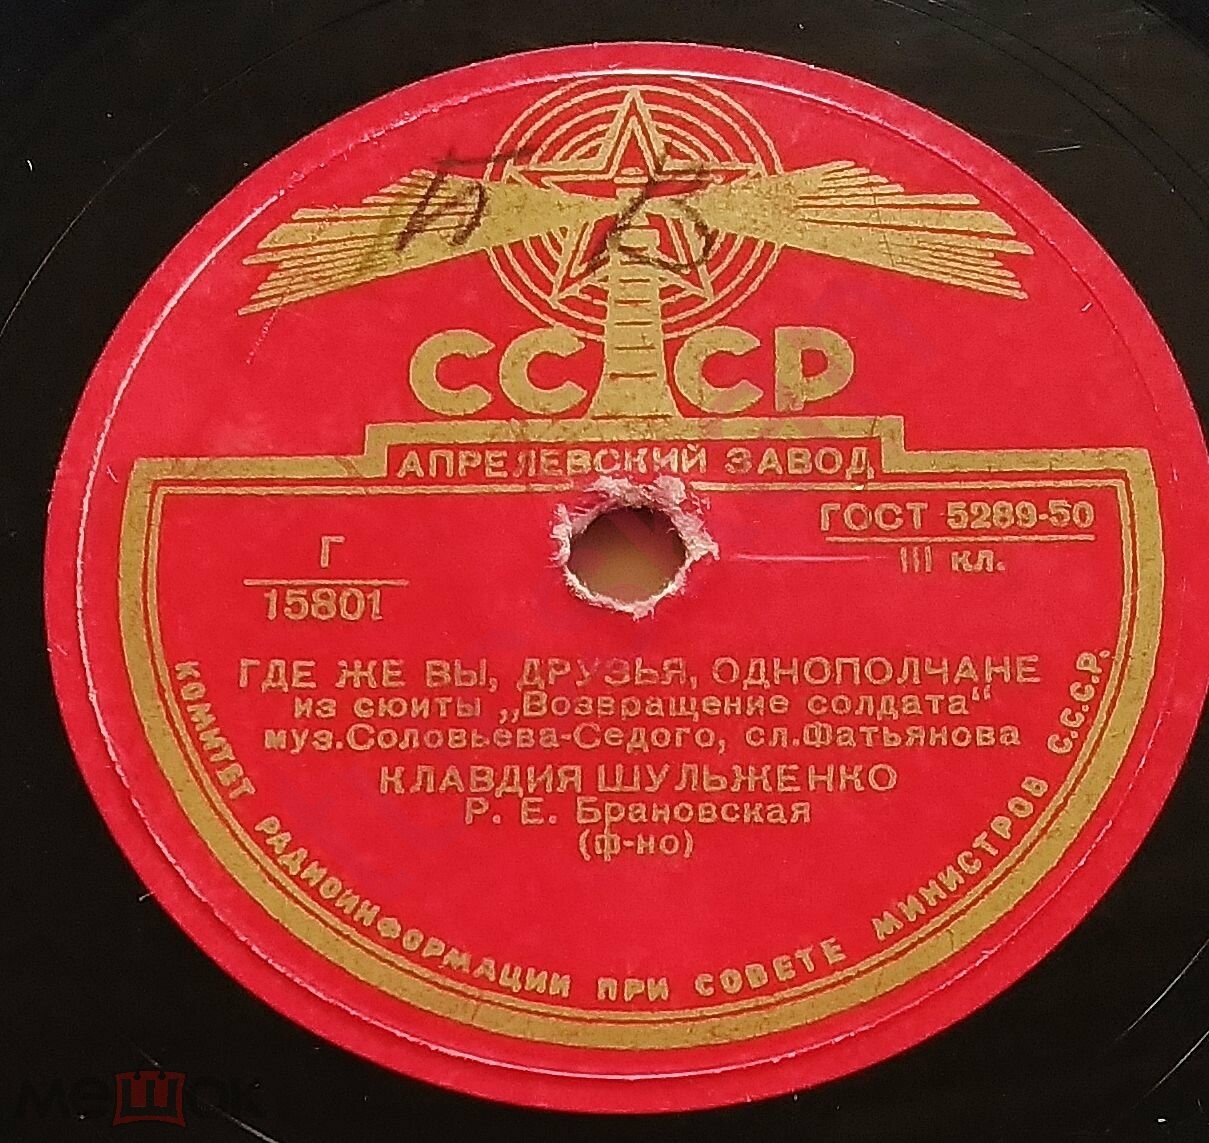 СССР
АПРЕЛЕВСКИЙ ЗАВОД
ГОСТ 5289-50
III кл.
Г
15801
ГДЕ ЖЕ ВЫ, ДРУЗЬЯ, ОДНОПОЛЧАНЕ
из сюиты „Возвращение солдата“
муз.Соловьева-Седого, сл.Фатьянова
КЛАВДИЯ ШУЛЬЖЕНКО
Р. Е. Брановская
(ф-но)
КОМИТЕТ РАДИОИНФОРМАЦИИ ПРИ СОВЕТЕ МИНИСТРОВ С.С.С.Р.
мешок